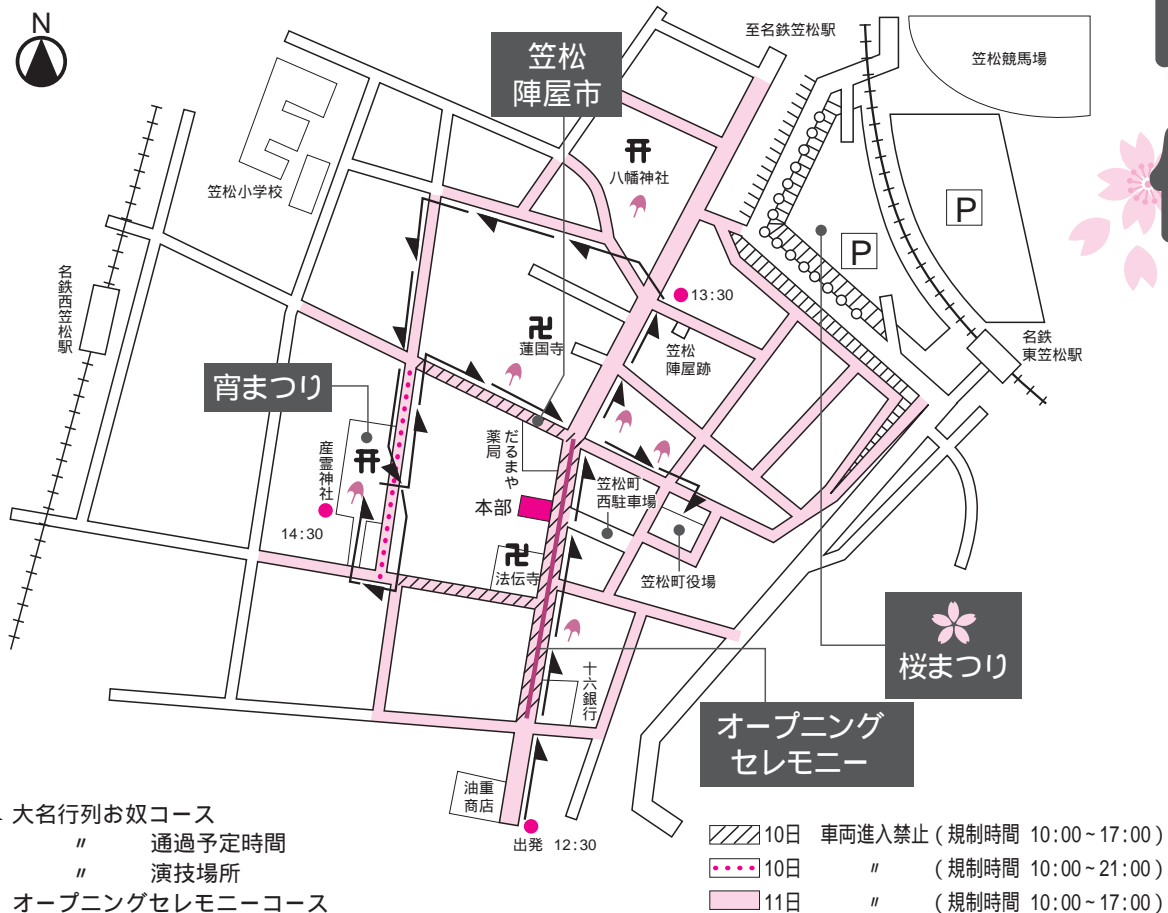 N
至名鉄笠松駅
笠松競馬場
笠松
陣屋市
八幡神社
笠松小学校
P
P
名鉄西笠松駅
13:30
笠松
陣屋跡
名鉄
東笠松駅
蓮国寺
宵まつり
だるまや
薬局
産霊神社
14:30
本部
笠松町
西駐車場
法伝寺
笠松町役場
桜まつり
十六銀行
オープニング
セレモニー
油重
商店
出発 12:30
大名行列お奴コース
〃 通過予定時間
〃 演技場所
オープニングセレモニーコース
10日 車両進入禁止 ( 規制時間 10:00~17:00 )
10日 〃 ( 規制時間 10:00~21:00 )
11日 〃 ( 規制時間 10:00~17:00 )